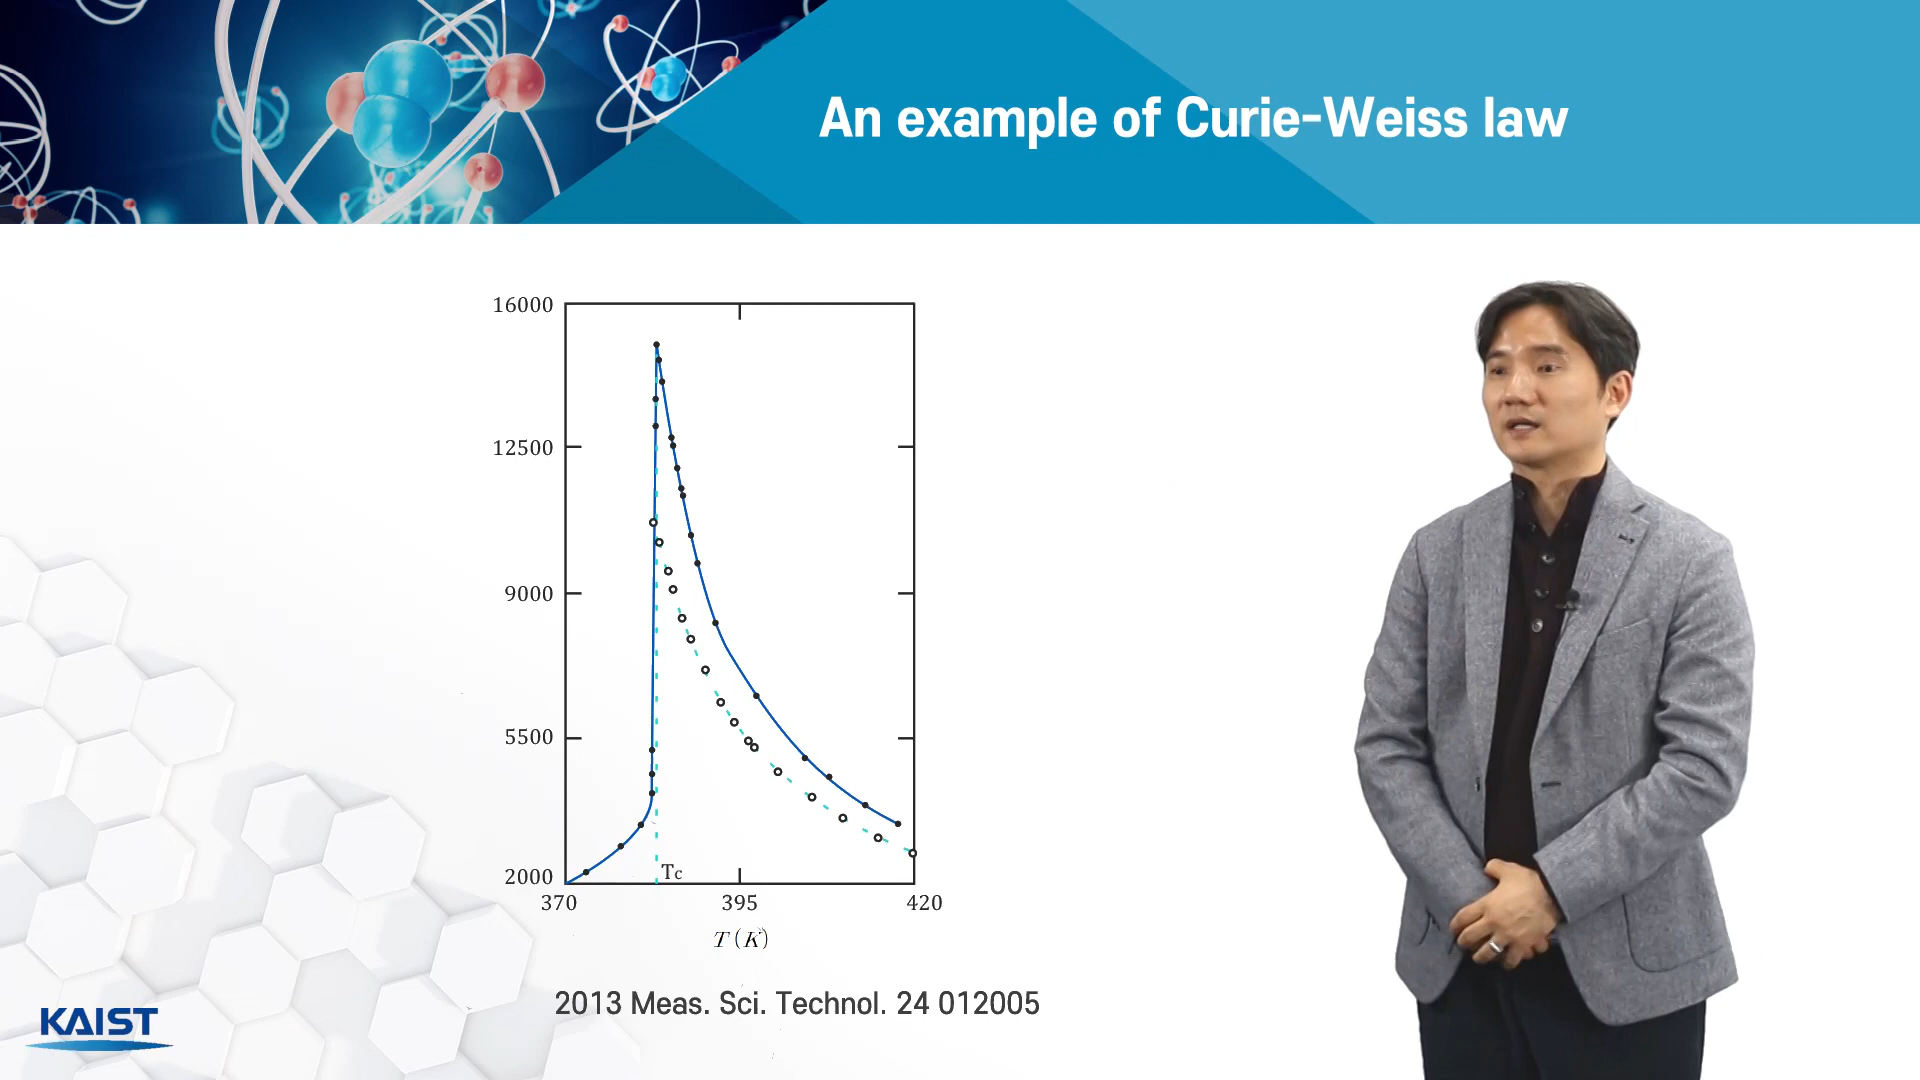 An example of Curie-Weiss law
16000
12500
9000
5500
2000
Tc
370 395 420
T (K)
2013 Meas. Sci. Technol. 24 012005
KAIST